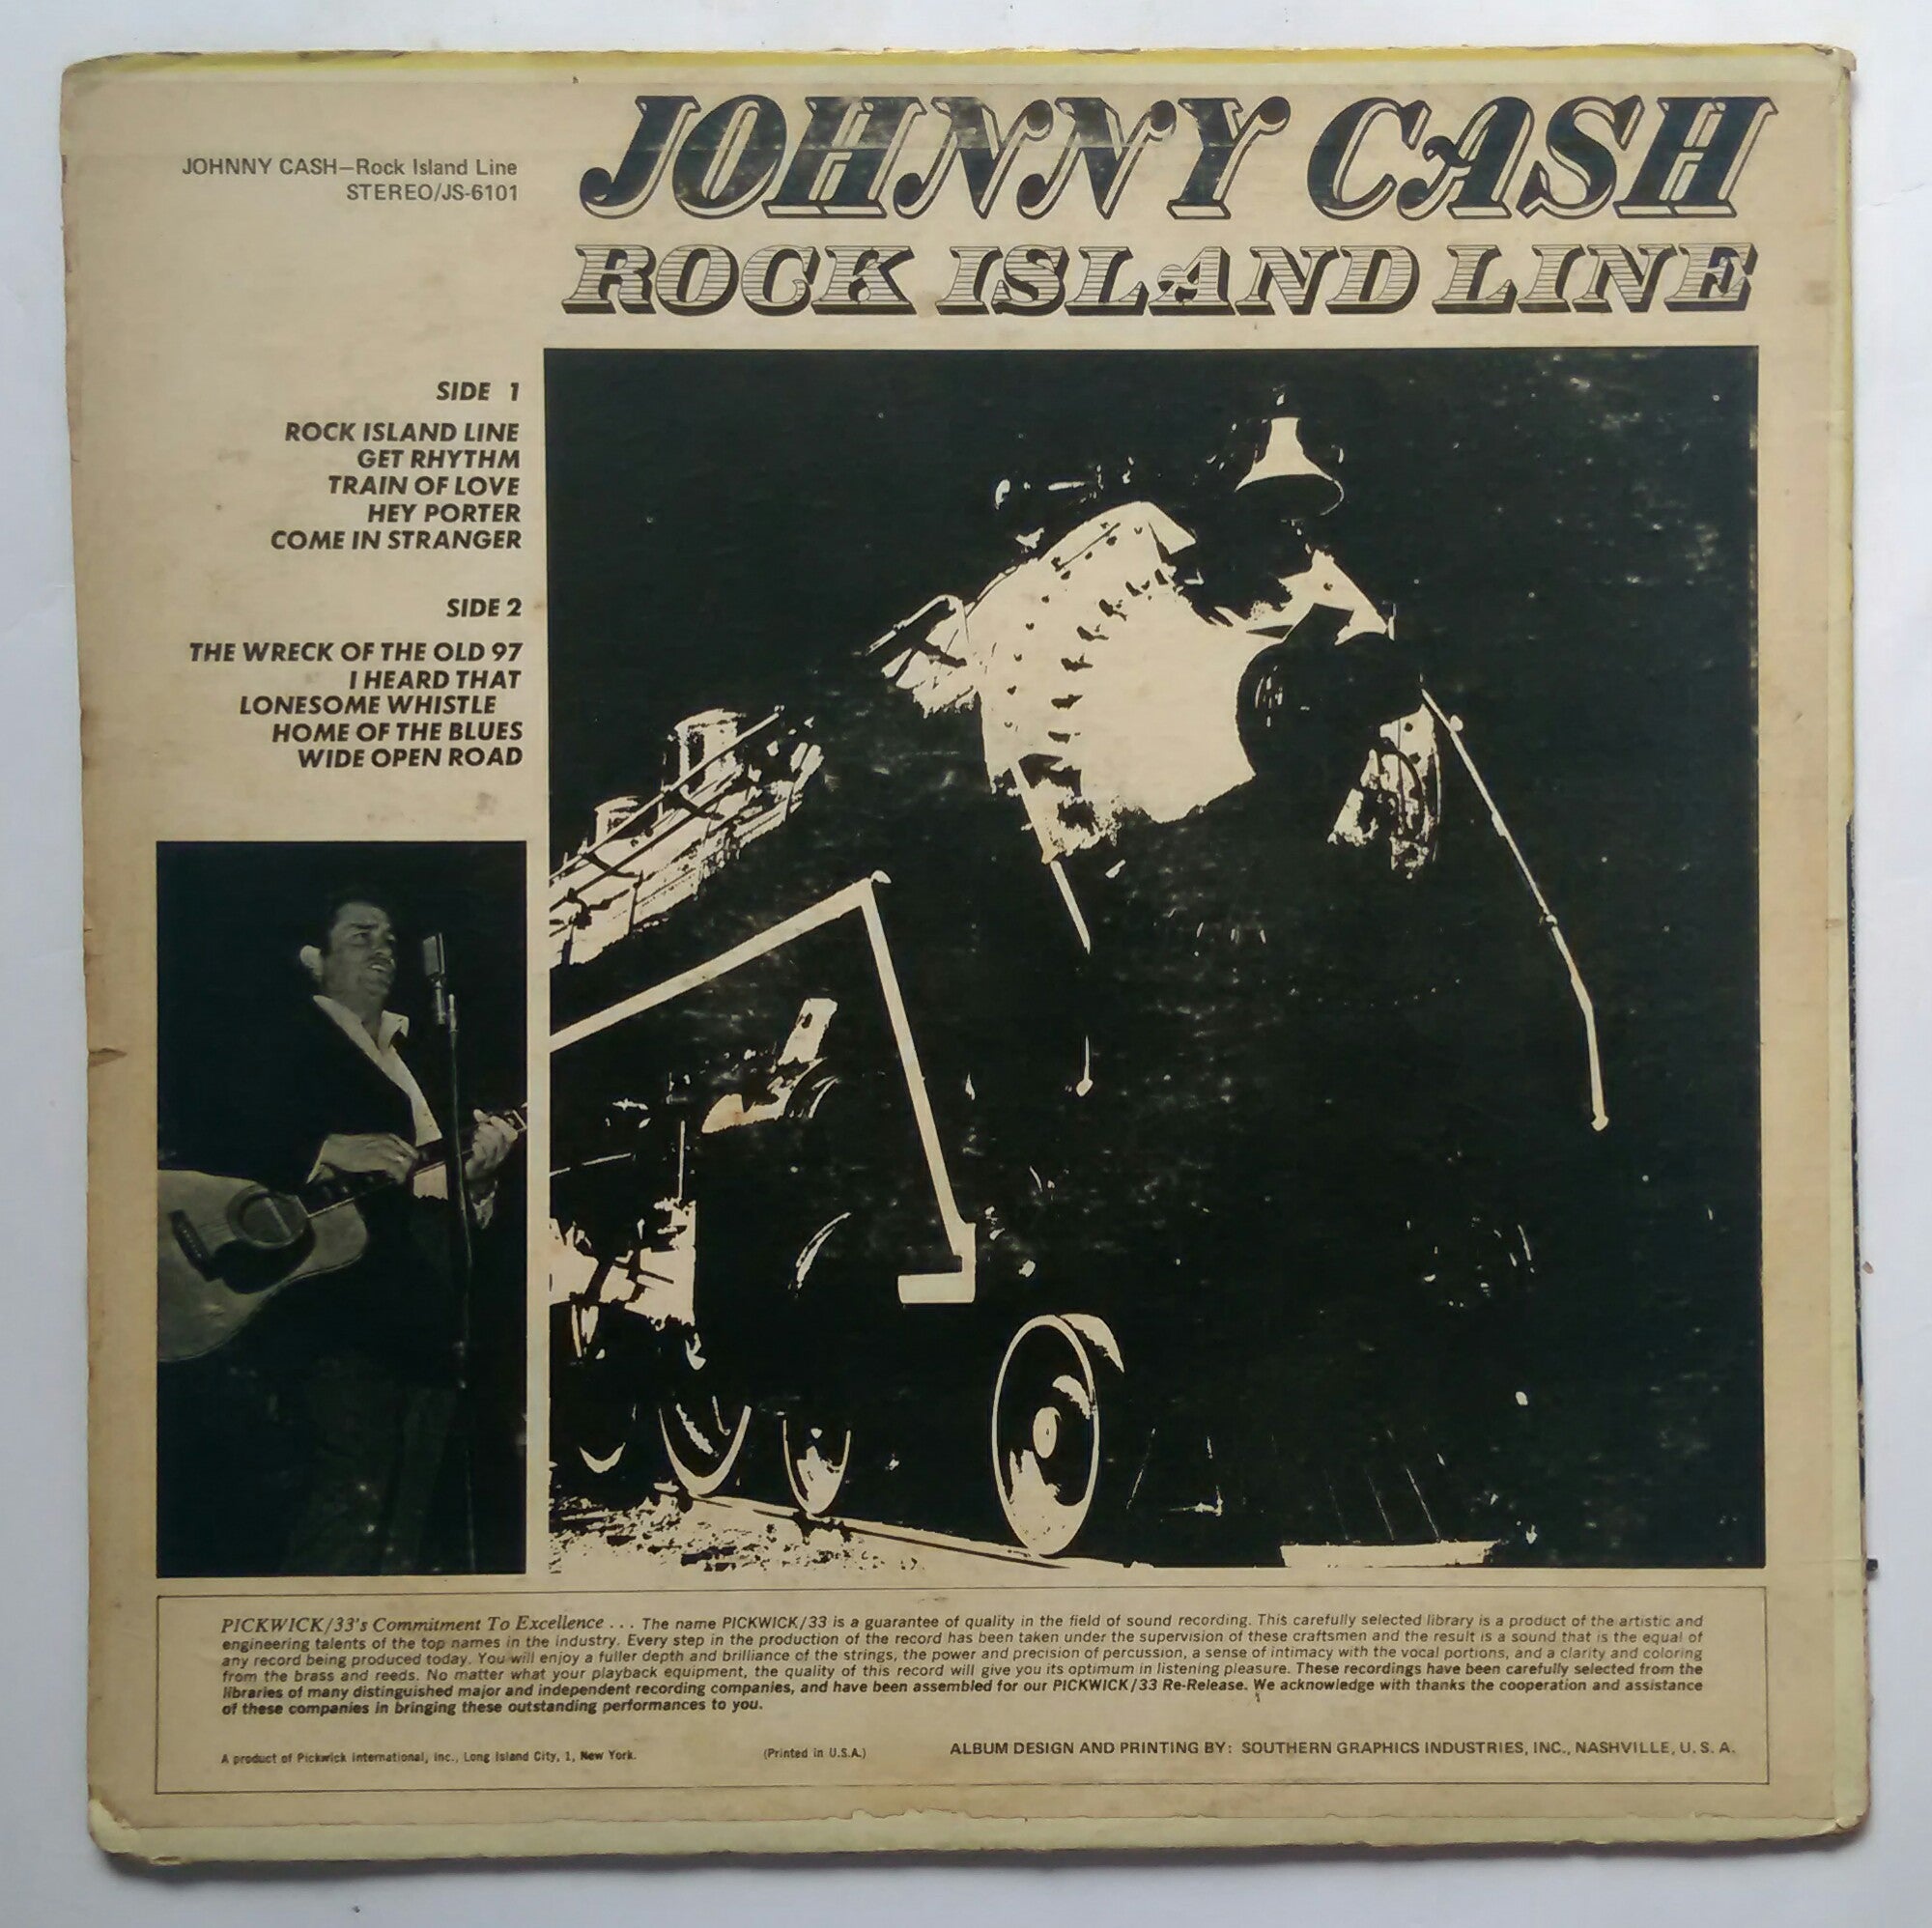 JOHNNY CASH—Rock Island Line
STEREO/JS-6101
JOHNNY CASH
ROCK ISLAND LINE
SIDE 1
ROCK ISLAND LINE
GET RHYTHM
TRAIN OF LOVE
HEY PORTER
COME IN STRANGER
SIDE 2
THE WRECK OF THE OLD 97
I HEARD THAT
LONESOME WHISTLE
HOME OF THE BLUES
WIDE OPEN ROAD
PICKWICK/33's Commitment To Excellence . . . The name PICKWICK/33 is a guarantee of quality in the field of sound recording. This carefully selected library is a product of the artistic and
engineering talents of the top names in the industry. Every step in the production of the record has been taken under the supervision of these craftsmen and the result is a sound that is the equal of
any record being produced today. You will enjoy a fuller depth and brilliance of the strings, the power and precision of percussion, a sense of intimacy with the vocal portions, and a clarity and coloring
from the brass and reeds. No matter what your playback equipment, the quality of this record will give you its optimum in listening pleasure. These recordings have been carefully selected from the
libraries of many distinguished major and independent recording companies, and have been assembled for our PICKWICK/33 Re-Release. We acknowledge with thanks the cooperation and assistance
of these companies in bringing these outstanding performances to you.
A product of Pickwick International, Inc., Long Island City, 1, New York.
(Printed in U.S.A.)
ALBUM DESIGN AND PRINTING BY: SOUTHERN GRAPHICS INDUSTRIES, INC., NASHVILLE, U. S. A.